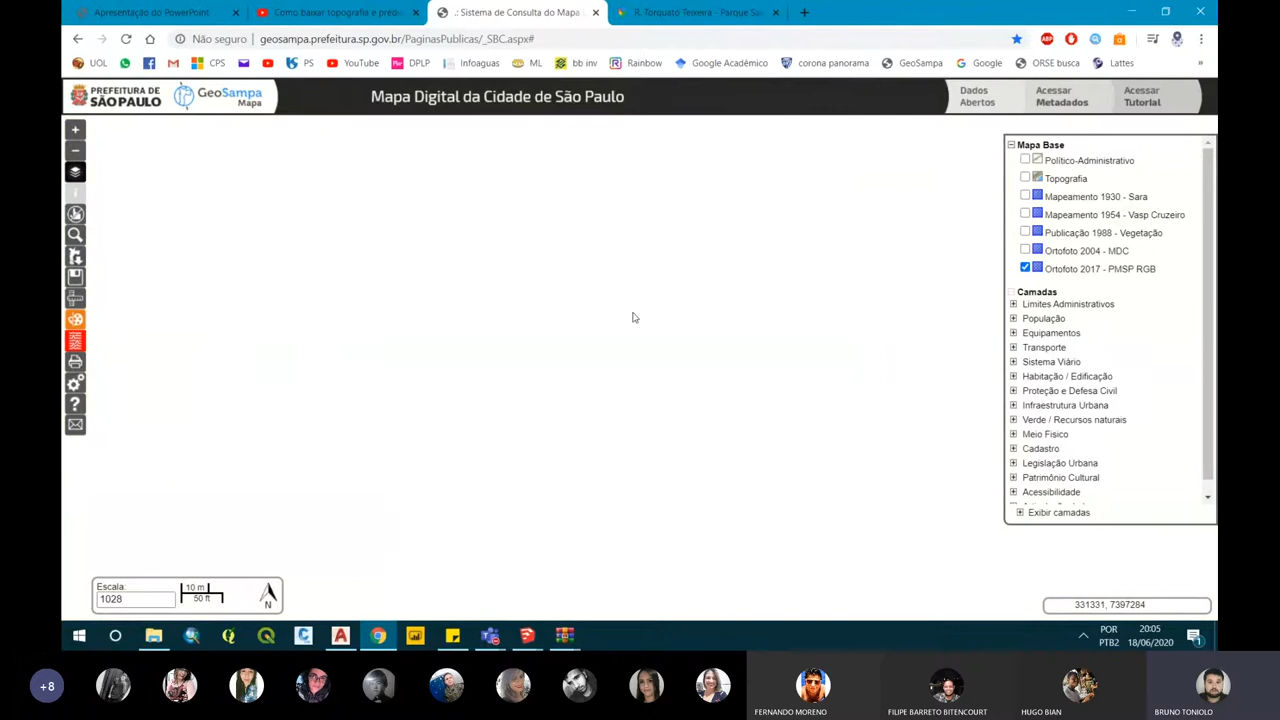 Apresentação do PowerPoint
Como baixar topografia e prédi
.: Sistema de Consulta do Mapa
R. Torquato Teixeira - Parque Sa
Não seguro
geosampa.prefeitura.sp.gov.br/PaginasPublicas/_SBC.aspx#
ABP
UOL
CPS
PS
YouTube
DPLP
Infoaguas
ML
bb inv
Rainbow
Google Acadêmico
corona panorama
GeoSampa
Google
ORSE busca
Lattes
»
PREFEITURA DE
SÃO PAULO
GeoSampa
Mapa
Mapa Digital da Cidade de São Paulo
Dados
Abertos
Acessar
Metadados
Acessar
Tutorial
Mapa Base
Político-Administrativo
Topografia
Mapeamento 1930 - Sara
Mapeamento 1954 - Vasp Cruzeiro
Publicação 1988 - Vegetação
Ortofoto 2004 - MDC
Ortofoto 2017 - PMSP RGB
Camadas
Limites Administrativos
População
Equipamentos
Transporte
Sistema Viário
Habitação / Edificação
Proteção e Defesa Civil
Infraestrutura Urbana
Verde / Recursos naturais
Meio Fisico
Cadastro
Legislação Urbana
Patrimônio Cultural
Acessibilidade
Exibir camadas
Escala:
1028
10 m
50 ft
N
331331, 7397284
POR
PTB2
20:05
18/06/2020
1
+8
FERNANDO MORENO
FILIPE BARRETO BITENCOURT
HUGO BIAN
BRUNO TONIOLO